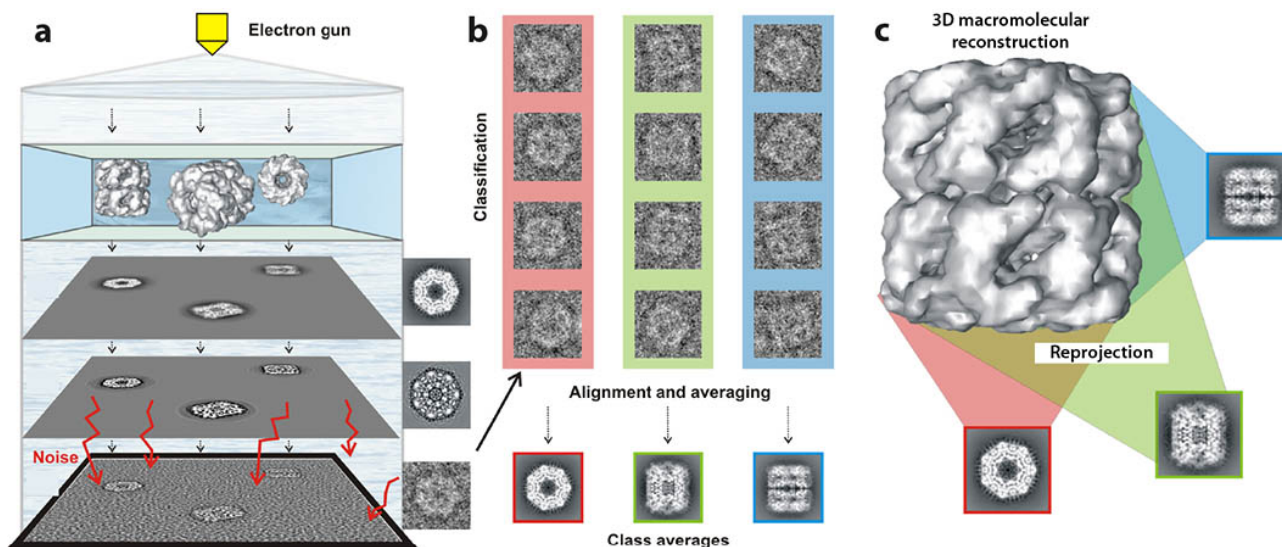 a
Electron gun
Noise
b
Classification
Alignment and averaging
Class averages
c
3D macromolecular
reconstruction
Reprojection